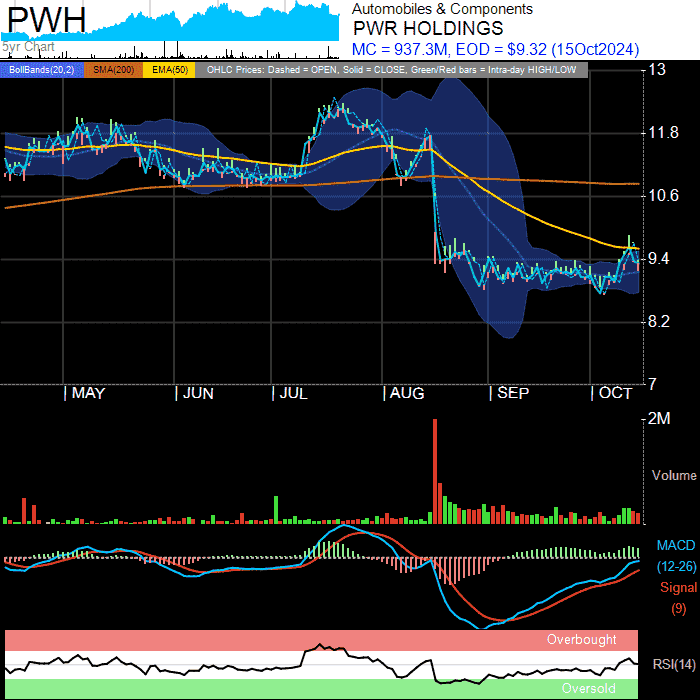 PWH
5yr Chart
Automobiles & Components
PWR HOLDINGS
MC = 937.3M, EOD = $9.32 (15Oct2024)
BollBands(20,2) SMA(200) EMA(50) OHLC Prices: Dashed = OPEN, Solid = CLOSE, Green/Red bars = Intra-day HIGH/LOW
13
11.8
10.6
9.4
8.2
7
| MAY | JUN | JUL | AUG | SEP | OCT
2M
Volume
MACD
(12-26)
Signal
(9)
Overbought
RSI(14)
Oversold